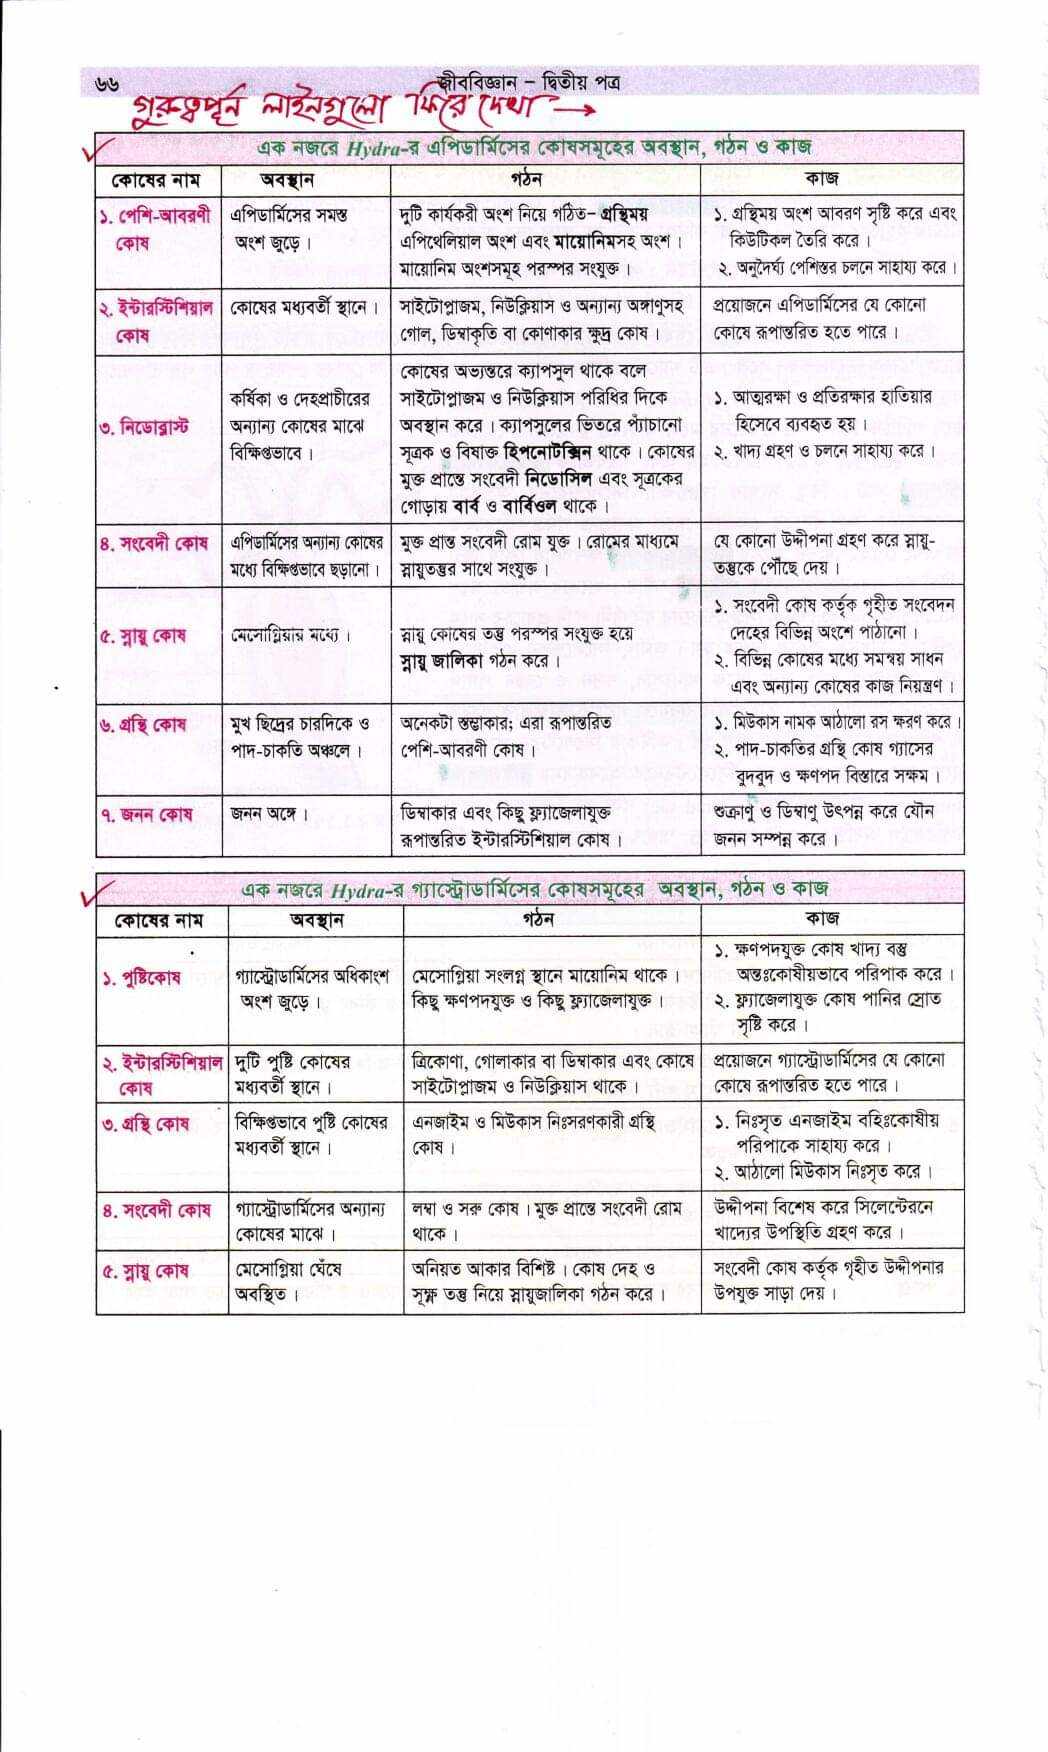 ৬৬
জীববিজ্ঞান – দ্বিতীয় পত্র
গুরুত্বপূর্ন লাইনগুলো ফিরে দেখা →
এক নজরে Hydra-র এপিডার্মিসের কোষসমূহের অবস্থান, গঠন ও কাজ
কোষের নাম অবস্থান গঠন কাজ
১. পেশি-আবরণী কোষ
এপিডার্মিসের সমস্ত
অংশ জুড়ে।
দুটি কার্যকরী অংশ নিয়ে গঠিত– গ্রন্থিময়
এপিথেলিয়াল অংশ এবং মায়োনিমসহ অংশ।
মায়োনিম অংশসমূহ পরস্পর সংযুক্ত।
১. গ্রন্থিময় অংশ আবরণ সৃষ্টি করে এবং
কিউটিকল তৈরি করে।
২. অনুদৈর্ঘ্য পেশিস্তর চলনে সাহায্য করে।
২. ইন্টারস্টিশিয়াল
কোষ
কোষের মধ্যবর্তী স্থানে।
সাইটোপ্লাজম, নিউক্লিয়াস ও অন্যান্য অঙ্গাণুসহ
গোল, ডিম্বাকৃতি বা কোণাকার ক্ষুদ্র কোষ।
প্রয়োজনে এপিডার্মিসের যে কোনো
কোষে রূপান্তরিত হতে পারে।
৩. নিডোব্লাস্ট
কর্ষিকা ও দেহপ্রাচীরের
অন্যান্য কোষের মাঝে
বিক্ষিপ্তভাবে।
কোষের অভ্যন্তরে ক্যাপসুল থাকে বলে
সাইটোপ্লাজম ও নিউক্লিয়াস পরিধির দিকে
অবস্থান করে। ক্যাপসুলের ভিতরে প্যাঁচানো
সূত্রক ও বিষাক্ত হিপনোটক্সিন থাকে। কোষের
মুক্ত প্রান্তে সংবেদী নিডোসিল এবং সূত্রকের
গোড়ায় বার্ব ও বার্বিওল থাকে।
১. আত্মরক্ষা ও প্রতিরক্ষার হাতিয়ার
হিসেবে ব্যবহৃত হয়।
২. খাদ্য গ্রহণ ও চলনে সাহায্য করে।
৪. সংবেদী কোষ
এপিডার্মিসের অন্যান্য কোষের
মধ্যে বিক্ষিপ্তভাবে ছড়ানো।
মুক্ত প্রান্ত সংবেদী রোম যুক্ত। রোমের মাধ্যমে
স্নায়ুতন্তুর সাথে সংযুক্ত।
যে কোনো উদ্দীপনা গ্রহণ করে স্নায়ু-
তন্তুকে পৌঁছে দেয়।
৫. স্নায়ু কোষ
মেসোগ্লিয়ার মধ্যে।
স্নায়ু কোষের তন্তু পরস্পর সংযুক্ত হয়ে
স্নায়ু জালিকা গঠন করে।
১. সংবেদী কোষ কর্তৃক গৃহীত সংবেদন
দেহের বিভিন্ন অংশে পাঠানো।
২. বিভিন্ন কোষের মধ্যে সমন্বয় সাধন
এবং অন্যান্য কোষের কাজ নিয়ন্ত্রণ।
৬. গ্রন্থি কোষ
মুখ ছিদ্রের চারদিকে ও
পাদ-চাকতি অঞ্চলে।
অনেকটা স্তম্ভাকার; এরা রূপান্তরিত
পেশি-আবরণী কোষ।
১. মিউকাস নামক আঠালো রস ক্ষরণ করে।
২. পাদ-চাকতির গ্রন্থি কোষ গ্যাসের
বুদবুদ ও ক্ষণপদ বিস্তারে সক্ষম।
৭. জনন কোষ
জনন অঙ্গে।
ডিম্বাকার এবং কিছু ফ্ল্যাজেলাযুক্ত
রূপান্তরিত ইন্টারস্টিশিয়াল কোষ।
শুক্রাণু ও ডিম্বাণু উৎপন্ন করে যৌন
জনন সম্পন্ন করে।
এক নজরে Hydra-র গ্যাস্ট্রোডার্মিসের কোষসমূহের অবস্থান, গঠন ও কাজ
কোষের নাম অবস্থান গঠন কাজ
১. পুষ্টিকোষ
গ্যাস্ট্রোডার্মিসের অধিকাংশ
অংশ জুড়ে।
মেসোগ্লিয়া সংলগ্ন স্থানে মায়োনিম থাকে।
কিছু ক্ষণপদযুক্ত ও কিছু ফ্ল্যাজেলাযুক্ত।
১. ক্ষণপদযুক্ত কোষ খাদ্য বস্তু
অন্তঃকোষীয়ভাবে পরিপাক করে।
২. ফ্ল্যাজেলাযুক্ত কোষ পানির স্রোত
সৃষ্টি করে।
২. ইন্টারস্টিশিয়াল
কোষ
দুটি পুষ্টি কোষের
মধ্যবর্তী স্থানে।
ত্রিকোণা, গোলাকার বা ডিম্বাকার এবং কোষে
সাইটোপ্লাজম ও নিউক্লিয়াস থাকে।
প্রয়োজনে গ্যাস্ট্রোডার্মিসের যে কোনো
কোষে রূপান্তরিত হতে পারে।
৩. গ্রন্থি কোষ
বিক্ষিপ্তভাবে পুষ্টি কোষের
মধ্যবর্তী স্থানে।
এনজাইম ও মিউকাস নিঃসরণকারী গ্রন্থি
কোষ।
১. নিঃসৃত এনজাইম বহিঃকোষীয়
পরিপাকে সাহায্য করে।
২. আঠালো মিউকাস নিঃসৃত করে।
৪. সংবেদী কোষ
গ্যাস্ট্রোডার্মিসের অন্যান্য
কোষের মাঝে।
লম্বা ও সরু কোষ। মুক্ত প্রান্তে সংবেদী রোম
থাকে।
উদ্দীপনা বিশেষ করে সিলেন্টেরনে
খাদ্যের উপস্থিতি গ্রহণ করে।
৫. স্নায়ু কোষ
মেসোগ্লিয়া ঘেঁষে
অবস্থিত।
অনিয়ত আকার বিশিষ্ট। কোষ দেহ ও
সূক্ষ্ম তন্তু নিয়ে স্নায়ুজালিকা গঠন করে।
সংবেদী কোষ কর্তৃক গৃহীত উদ্দীপনার
উপযুক্ত সাড়া দেয়।